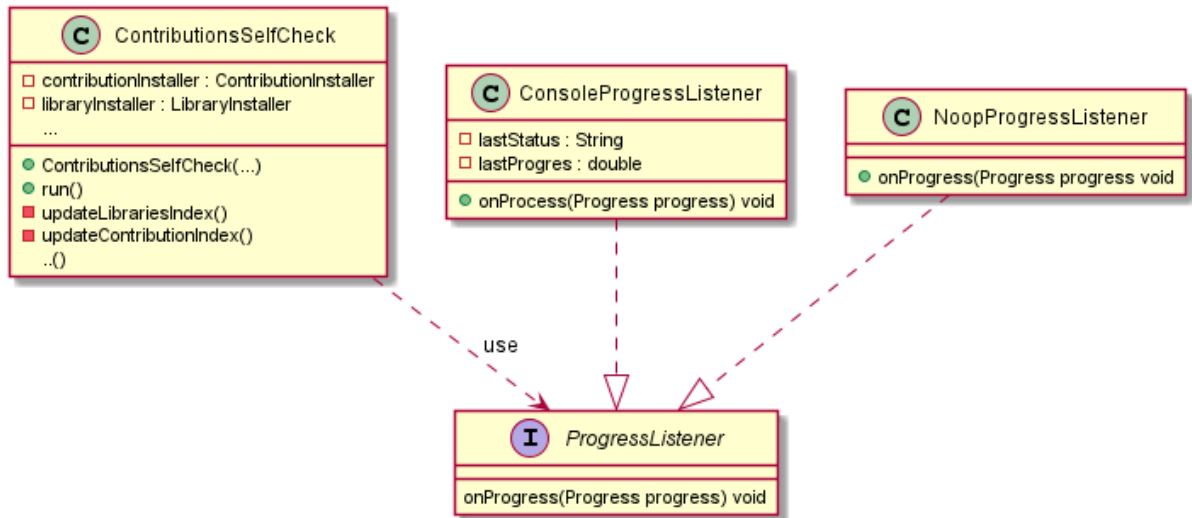 C ContributionsSelfCheck
contributionInstaller : ContributionInstaller
libraryInstaller : LibraryInstaller
...
ContributionsSelfCheck(...)
run()
updateLibrariesIndex()
updateContributionIndex()
..()
C ConsoleProgressListener
lastStatus : String
lastProgres : double
onProcess(Progress progress) void
C NoopProgressListener
onProgress(Progress progress void
use
I ProgressListener
onProgress(Progress progress) void